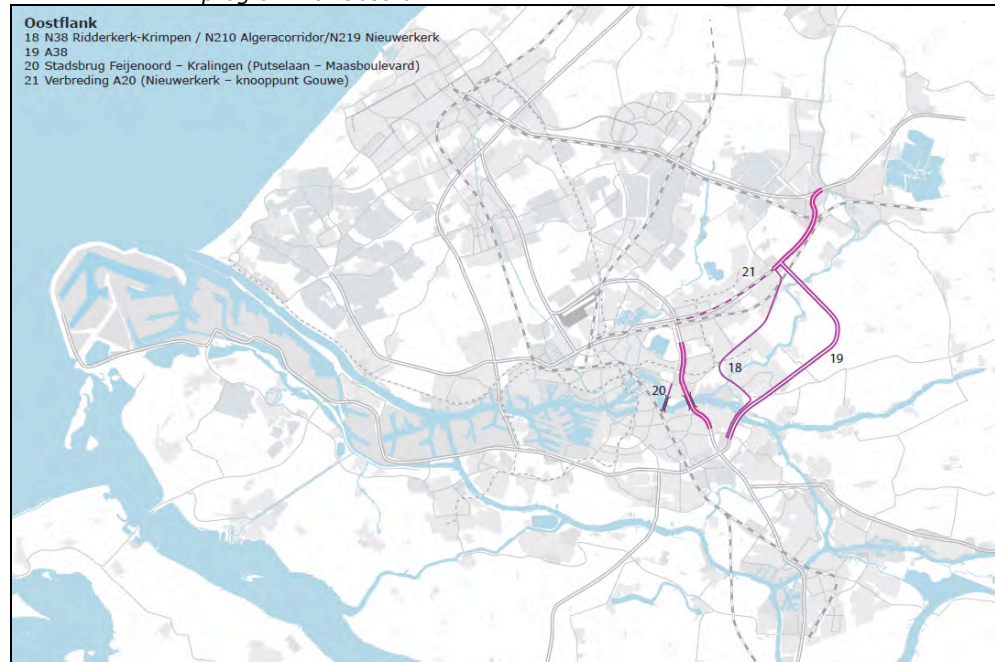 Oostflank
18 N38 Ridderkerk-Krimpen / N210 Algeracorridor/N219 Nieuwerkerk
19 A38
20 Stadsbrug Feijenoord – Kralingen (Putselaan – Maasboulevard)
21 Verbreding A20 (Nieuwerkerk – knooppunt Gouwe)
21
18
19
20